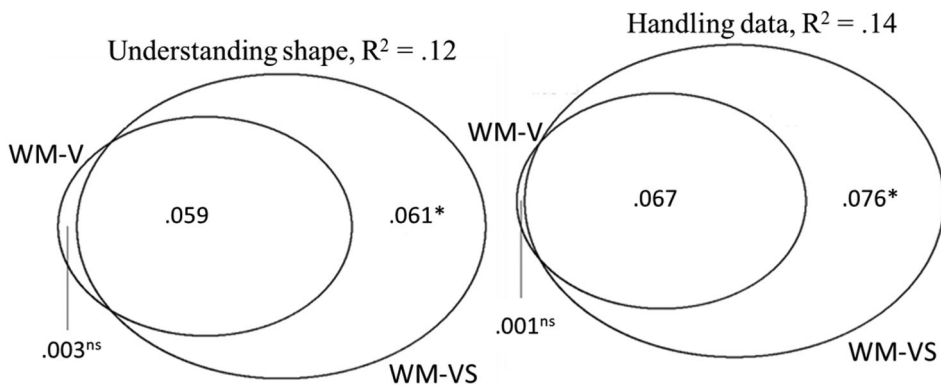 Understanding shape, R² = .12
WM-V
.059
.061*
.003ⁿˢ
WM-VS
Handling data, R² = .14
WM-V
.067
.076*
.001ⁿˢ
WM-VS